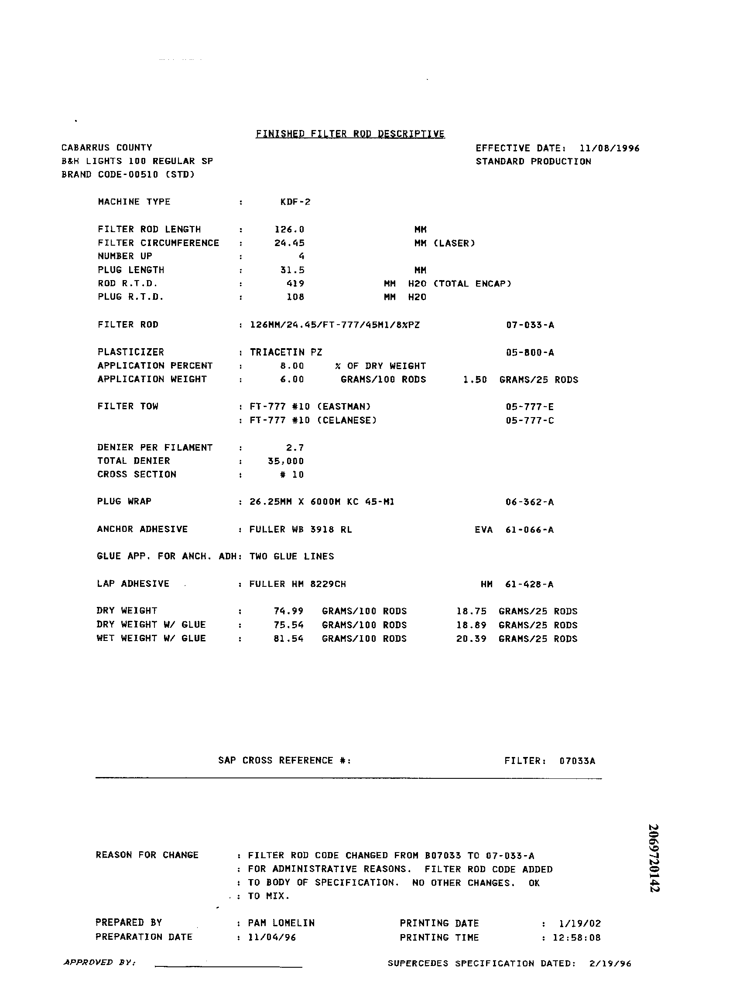 FINISHED FILTER ROD DESCRIPTIVE
CABARRUS COUNTY EFFECTIVE DATE: 11/08/1996
B&H LIGHTS 100 REGULAR SP STANDARD PRODUCTION
BRAND CODE-00510 (STD)
MACHINE TYPE : KDF-2
FILTER ROD LENGTH : 126.0 MM
FILTER CIRCUMFERENCE : 24.45 MM (LASER)
NUMBER UP : 4
PLUG LENGTH : 31.5 MM
ROD R.T.D. : 419 MM H2O (TOTAL ENCAP)
PLUG R.T.D. : 108 MM H2O
FILTER ROD : 126MM/24.45/FT-777/45M1/8%PZ 07-033-A
PLASTICIZER : TRIACETIN PZ 05-800-A
APPLICATION PERCENT : 8.00 % OF DRY WEIGHT
APPLICATION WEIGHT : 6.00 GRAMS/100 RODS 1.50 GRAMS/25 RODS
FILTER TOW : FT-777 #10 (EASTMAN) 05-777-E
: FT-777 #10 (CELANESE) 05-777-C
DENIER PER FILAMENT : 2.7
TOTAL DENIER : 35,000
CROSS SECTION : # 10
PLUG WRAP : 26.25MM X 6000M KC 45-M1 06-362-A
ANCHOR ADHESIVE : FULLER WB 3918 RL EVA 61-066-A
GLUE APP. FOR ANCH. ADH: TWO GLUE LINES
LAP ADHESIVE : FULLER HM 8229CH HM 61-428-A
DRY WEIGHT : 74.99 GRAMS/100 RODS 18.75 GRAMS/25 RODS
DRY WEIGHT W/ GLUE : 75.54 GRAMS/100 RODS 18.89 GRAMS/25 RODS
WET WEIGHT W/ GLUE : 81.54 GRAMS/100 RODS 20.39 GRAMS/25 RODS
SAP CROSS REFERENCE #: FILTER: 07033A
REASON FOR CHANGE : FILTER ROD CODE CHANGED FROM B07033 TO 07-033-A
: FOR ADMINISTRATIVE REASONS. FILTER ROD CODE ADDED
: TO BODY OF SPECIFICATION. NO OTHER CHANGES. OK
: TO MIX.
PREPARED BY : PAM LOMELIN PRINTING DATE : 1/19/02
PREPARATION DATE : 11/04/96 PRINTING TIME : 12:58:08
APPROVED BY: SUPERCEDES SPECIFICATION DATED: 2/19/96
2069720142